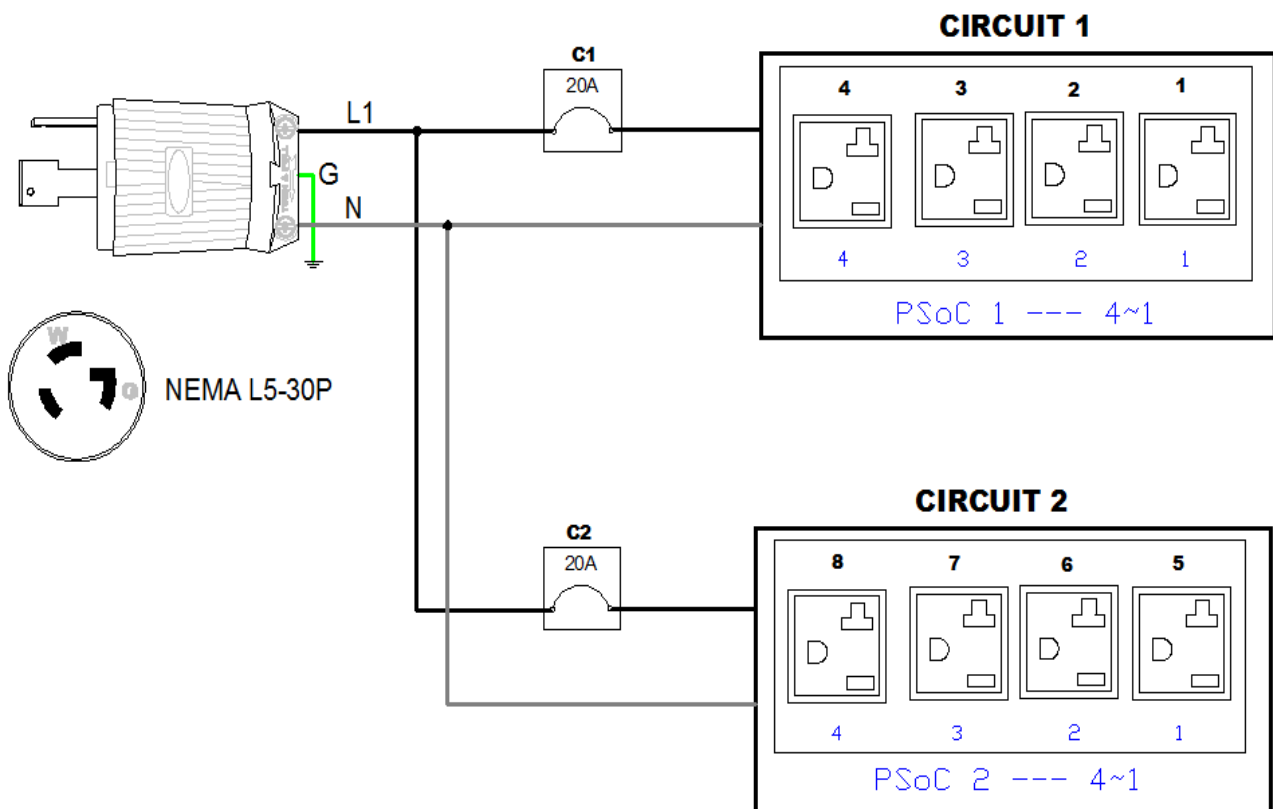 CIRCUIT 1
C1
20A
4 3 2 1
L1
G
N
4 3 2 1
PSoC 1 --- 4~1
W
G
NEMA L5-30P
CIRCUIT 2
C2
20A
8 7 6 5
4 3 2 1
PSoC 2 --- 4~1